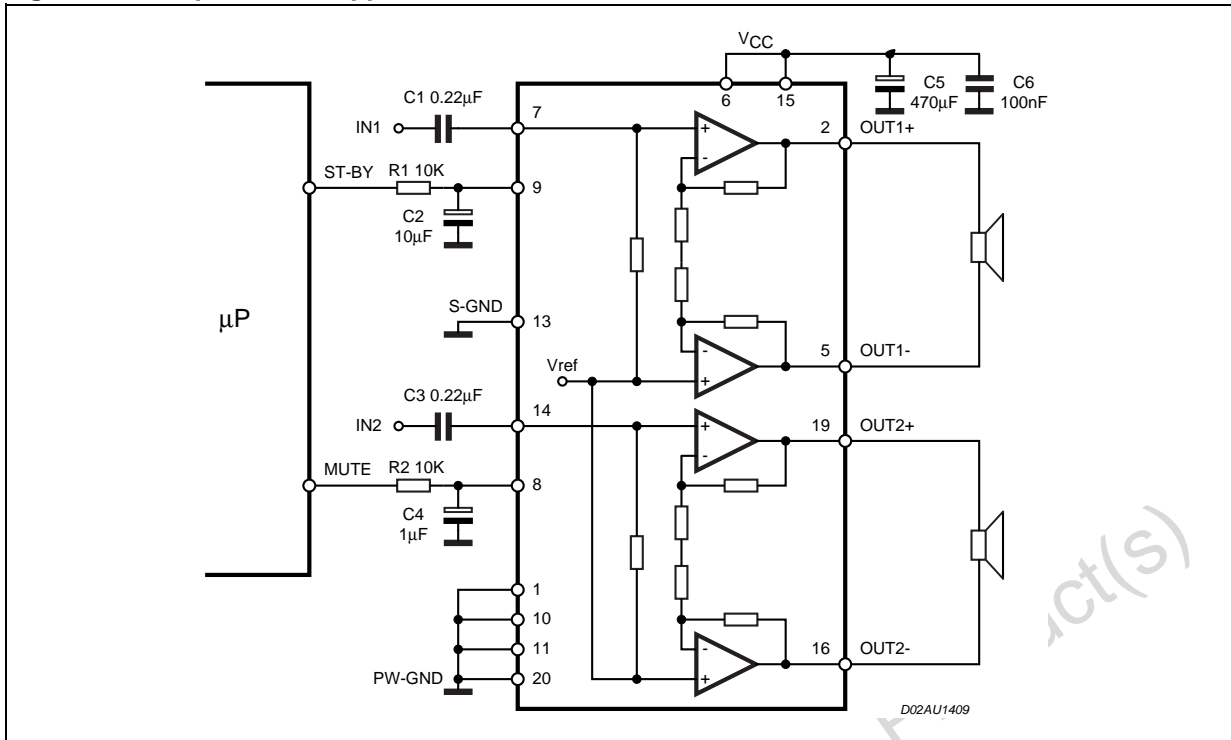 VCC
6
15
C5
470μF
C6
100nF
C1 0.22μF
IN1
7
+
-
2
OUT1+
ST-BY
R1 10K
9
C2
10μF
S-GND
13
μP
Vref
-
+
5
OUT1-
C3 0.22μF
IN2
14
+
-
19
OUT2+
MUTE
R2 10K
8
C4
1μF
1
10
11
PW-GND
20
-
+
16
OUT2-
D02AU1409